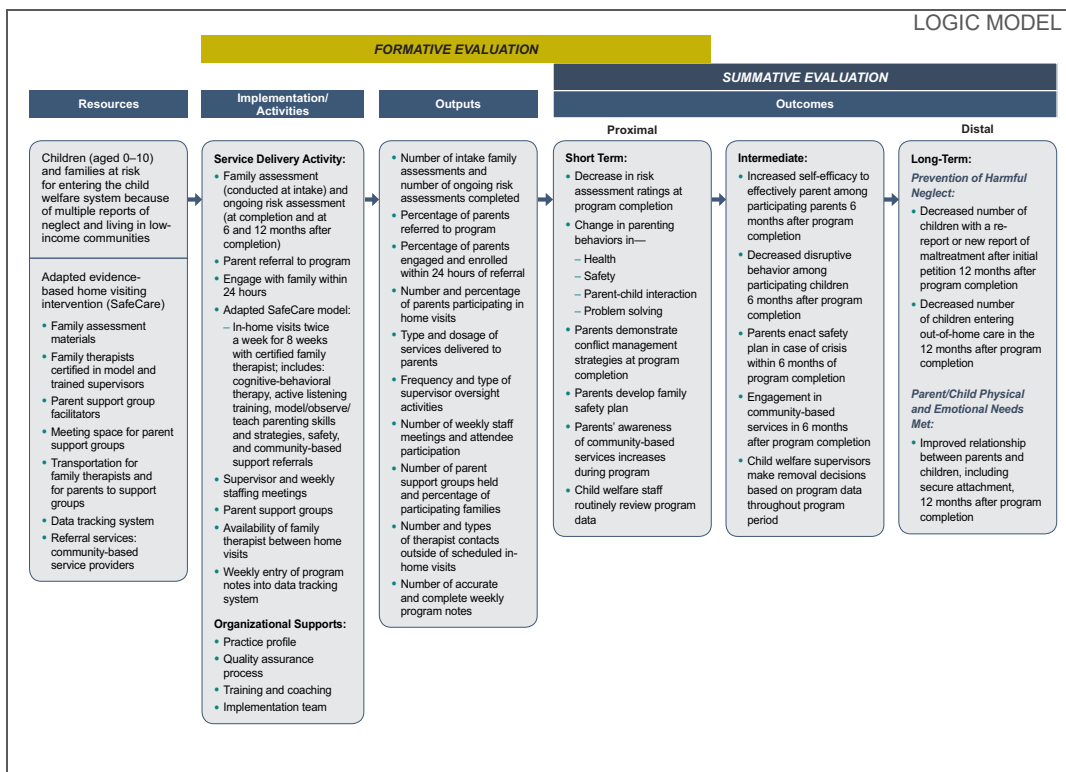 LOGIC MODEL
FORMATIVE EVALUATION
SUMMATIVE EVALUATION
Resources
Implementation/
Activities
Outputs
Outcomes
Proximal
Distal
Children (aged 0–10)
and families at risk
for entering the child
welfare system because
of multiple reports of
neglect and living in low-
income communities
Adapted evidence-
based home visiting
intervention (SafeCare)
• Family assessment
materials
• Family therapists
certified in model and
trained supervisors
• Parent support group
facilitators
• Meeting space for parent
support groups
• Transportation for
family therapists and
for parents to support
groups
• Data tracking system
• Referral services:
community-based
service providers
Service Delivery Activity:
• Family assessment
(conducted at intake) and
ongoing risk assessment
(at completion and at
6 and 12 months after
completion)
• Parent referral to program
• Engage with family within
24 hours
• Adapted SafeCare model:
– In-home visits twice
a week for 8 weeks
with certified family
therapist; includes:
cognitive-behavioral
therapy, active listening
training, model/observe/
teach parenting skills
and strategies, safety,
and community-based
support referrals
• Supervisor and weekly
staffing meetings
• Parent support groups
• Availability of family
therapist between home
visits
• Weekly entry of program
notes into data tracking
system
Organizational Supports:
• Practice profile
• Quality assurance
process
• Training and coaching
• Implementation team
• Number of intake family
assessments and
number of ongoing risk
assessments completed
• Percentage of parents
referred to program
• Percentage of parents
engaged and enrolled
within 24 hours of referral
• Number and percentage
of parents participating in
home visits
• Type and dosage of
services delivered to
parents
• Frequency and type of
supervisor oversight
activities
• Number of weekly staff
meetings and attendee
participation
• Number of parent
support groups held
and percentage of
participating families
• Number and types
of therapist contacts
outside of scheduled in-
home visits
• Number of accurate
and complete weekly
program notes
Short Term:
• Decrease in risk
assessment ratings at
program completion
• Change in parenting
behaviors in—
– Health
– Safety
– Parent-child interaction
– Problem solving
• Parents demonstrate
conflict management
strategies at program
completion
• Parents develop family
safety plan
• Parents' awareness
of community-based
services increases
during program
• Child welfare staff
routinely review program
data
Intermediate:
• Increased self-efficacy to
effectively parent among
participating parents 6
months after program
completion
• Decreased disruptive
behavior among
participating children
6 months after program
completion
• Parents enact safety
plan in case of crisis
within 6 months of
program completion
• Engagement in
community-based
services in 6 months
after program completion
• Child welfare supervisors
make removal decisions
based on program data
throughout program
period
Long-Term:
Prevention of Harmful
Neglect:
• Decreased number of
children with a re-
report or new report of
maltreatment after initial
petition 12 months after
program completion
• Decreased number
of children entering
out-of-home care in the
12 months after program
completion
Parent/Child Physical
and Emotional Needs
Met:
• Improved relationship
between parents and
children, including
secure attachment,
12 months after program
completion